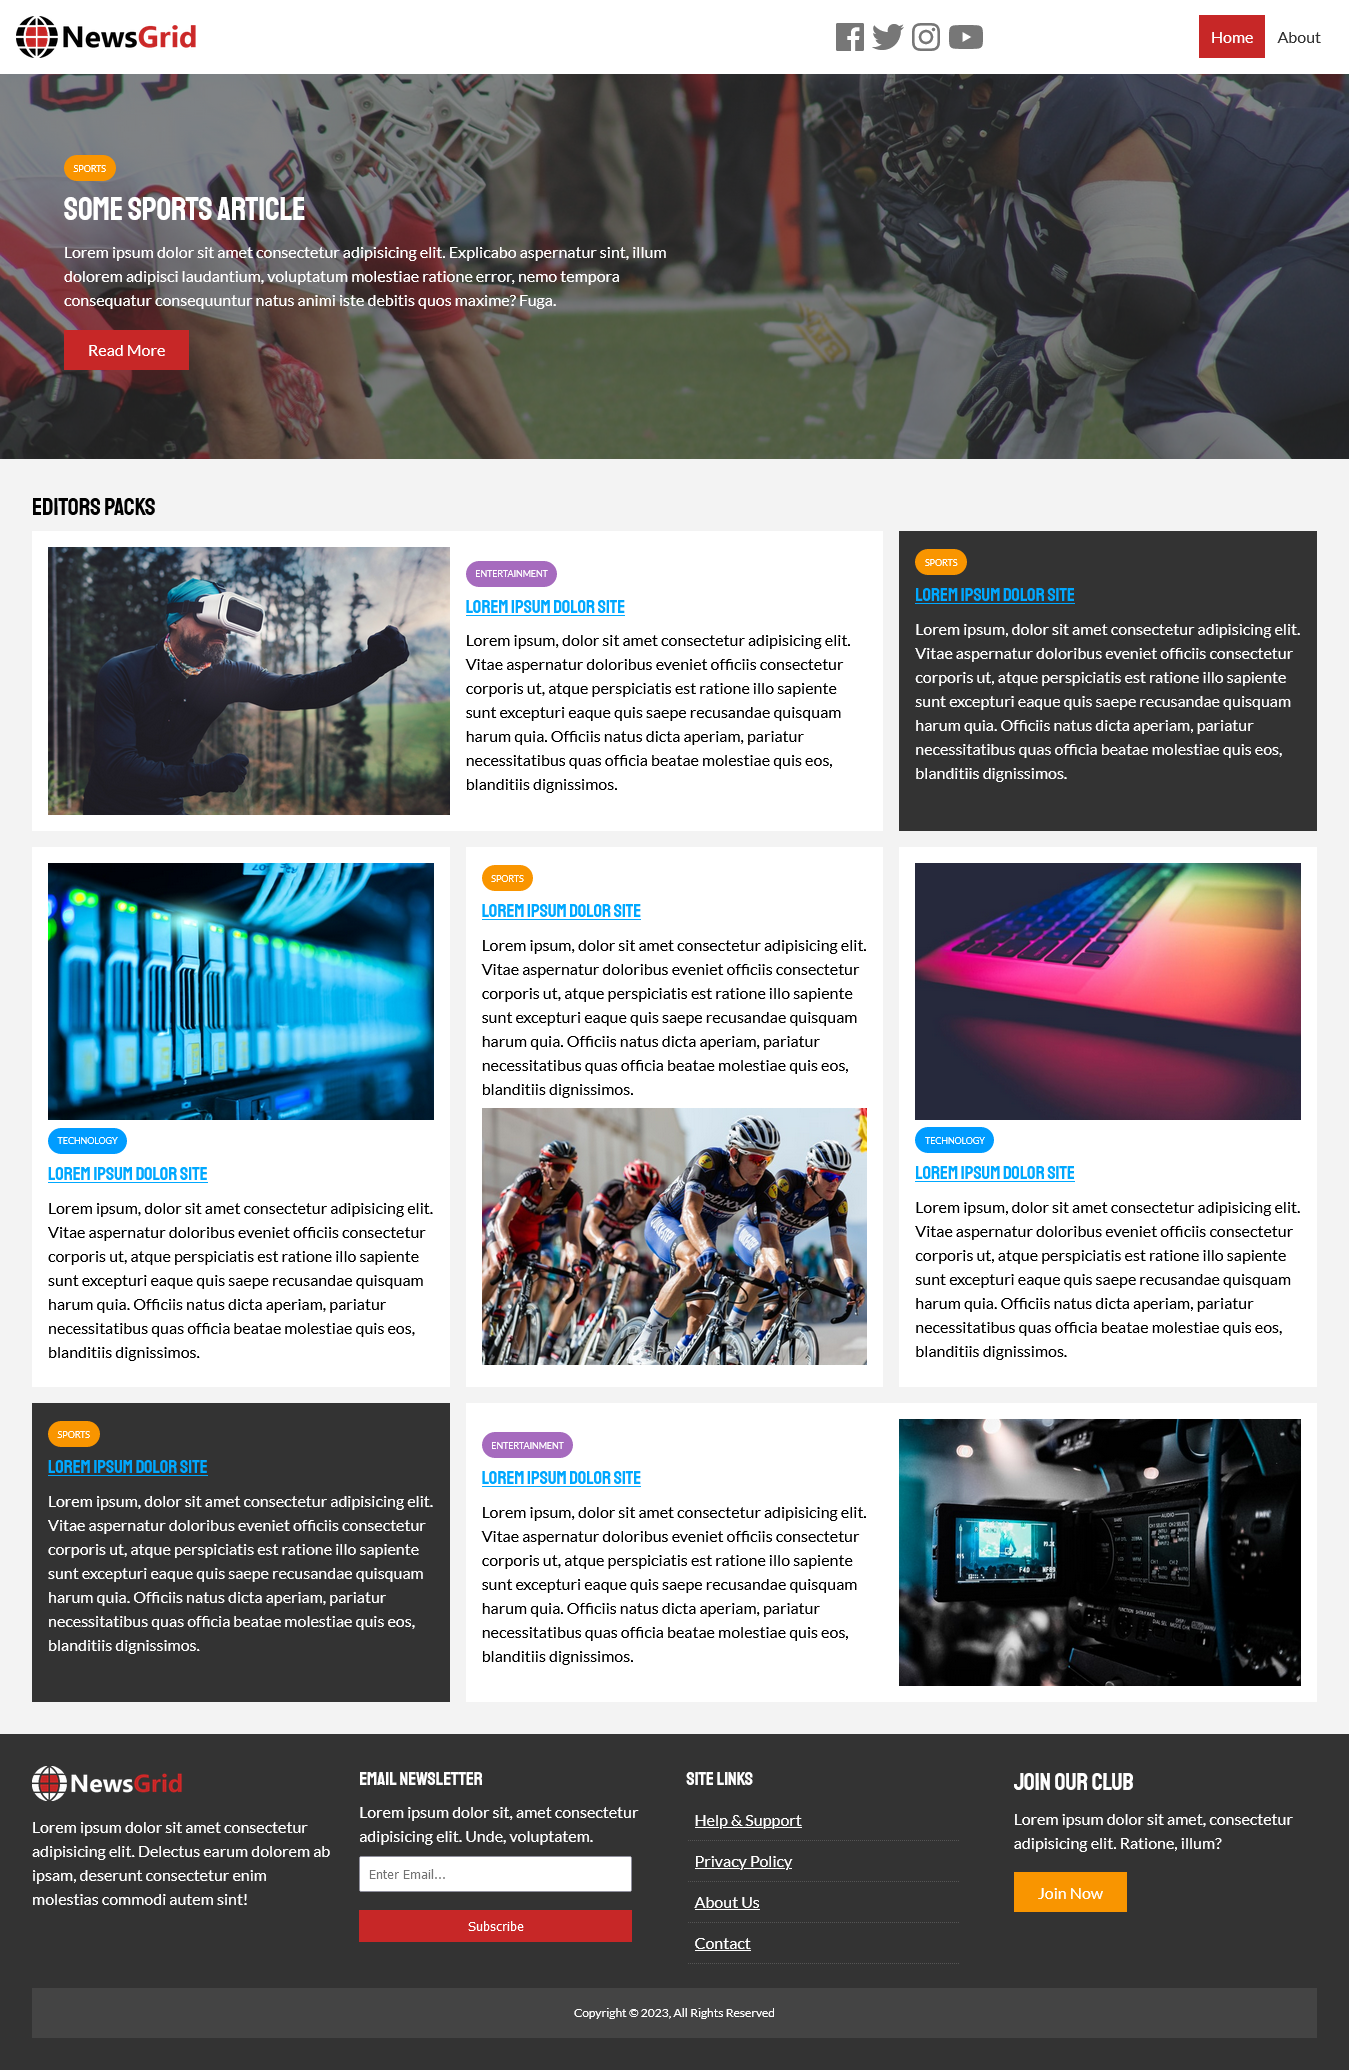 NewsGrid
Home
About
SPORTS
SOME SPORTS ARTICLE
Lorem ipsum dolor sit amet consectetur adipisicing elit. Explicabo aspernatur sint, illum
dolorem adipisci laudantium, voluptatum molestiae ratione error, nemo tempora
consequatur consequuntur natus animi iste debitis quos maxime? Fuga.
Read More
EDITORS PACKS
ENTERTAINMENT
LOREM IPSUM DOLOR SITE
Lorem ipsum, dolor sit amet consectetur adipisicing elit.
Vitae aspernatur doloribus eveniet officiis consectetur
corporis ut, atque perspiciatis est ratione illo sapiente
sunt excepturi eaque quis saepe recusandae quisquam
harum quia. Officiis natus dicta aperiam, pariatur
necessitatibus quas officia beatae molestiae quis eos,
blanditiis dignissimos.
SPORTS
LOREM IPSUM DOLOR SITE
Lorem ipsum, dolor sit amet consectetur adipisicing elit.
Vitae aspernatur doloribus eveniet officiis consectetur
corporis ut, atque perspiciatis est ratione illo sapiente
sunt excepturi eaque quis saepe recusandae quisquam
harum quia. Officiis natus dicta aperiam, pariatur
necessitatibus quas officia beatae molestiae quis eos,
blanditiis dignissimos.
TECHNOLOGY
LOREM IPSUM DOLOR SITE
Lorem ipsum, dolor sit amet consectetur adipisicing elit.
Vitae aspernatur doloribus eveniet officiis consectetur
corporis ut, atque perspiciatis est ratione illo sapiente
sunt excepturi eaque quis saepe recusandae quisquam
harum quia. Officiis natus dicta aperiam, pariatur
necessitatibus quas officia beatae molestiae quis eos,
blanditiis dignissimos.
SPORTS
LOREM IPSUM DOLOR SITE
Lorem ipsum, dolor sit amet consectetur adipisicing elit.
Vitae aspernatur doloribus eveniet officiis consectetur
corporis ut, atque perspiciatis est ratione illo sapiente
sunt excepturi eaque quis saepe recusandae quisquam
harum quia. Officiis natus dicta aperiam, pariatur
necessitatibus quas officia beatae molestiae quis eos,
blanditiis dignissimos.
TECHNOLOGY
LOREM IPSUM DOLOR SITE
Lorem ipsum, dolor sit amet consectetur adipisicing elit.
Vitae aspernatur doloribus eveniet officiis consectetur
corporis ut, atque perspiciatis est ratione illo sapiente
sunt excepturi eaque quis saepe recusandae quisquam
harum quia. Officiis natus dicta aperiam, pariatur
necessitatibus quas officia beatae molestiae quis eos,
blanditiis dignissimos.
SPORTS
LOREM IPSUM DOLOR SITE
Lorem ipsum, dolor sit amet consectetur adipisicing elit.
Vitae aspernatur doloribus eveniet officiis consectetur
corporis ut, atque perspiciatis est ratione illo sapiente
sunt excepturi eaque quis saepe recusandae quisquam
harum quia. Officiis natus dicta aperiam, pariatur
necessitatibus quas officia beatae molestiae quis eos,
blanditiis dignissimos.
ENTERTAINMENT
LOREM IPSUM DOLOR SITE
Lorem ipsum, dolor sit amet consectetur adipisicing elit.
Vitae aspernatur doloribus eveniet officiis consectetur
corporis ut, atque perspiciatis est ratione illo sapiente
sunt excepturi eaque quis saepe recusandae quisquam
harum quia. Officiis natus dicta aperiam, pariatur
necessitatibus quas officia beatae molestiae quis eos,
blanditiis dignissimos.
NewsGrid
Lorem ipsum dolor sit amet consectetur
adipisicing elit. Delectus earum dolorem ab
ipsam, deserunt consectetur enim
molestias commodi autem sint!
EMAIL NEWSLETTER
Lorem ipsum dolor sit, amet consectetur
adipisicing elit. Unde, voluptatem.
Enter Email...
Subscribe
SITE LINKS
Help & Support
Privacy Policy
About Us
Contact
JOIN OUR CLUB
Lorem ipsum dolor sit amet, consectetur
adipisicing elit. Ratione, illum?
Join Now
Copyright © 2023, All Rights Reserved